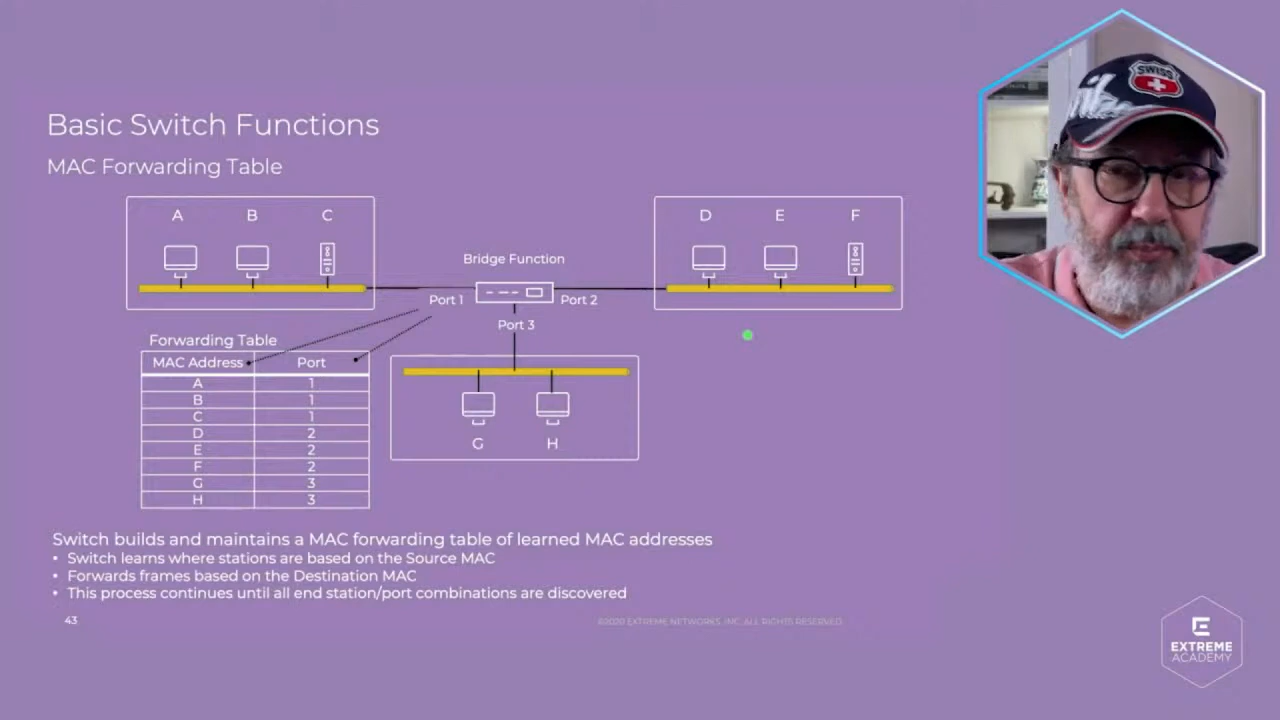 Basic Switch Functions
MAC Forwarding Table
A B C
D E F
Bridge Function
Port 1
Port 2
Port 3
Forwarding Table
MAC Address Port
A 1
B 1
C 1
D 2
E 2
F 2
G 3
H 3
G H
Switch builds and maintains a MAC forwarding table of learned MAC addresses
• Switch learns where stations are based on the Source MAC
• Forwards frames based on the Destination MAC
• This process continues until all end station/port combinations are discovered
43
©2020 EXTREME NETWORKS, INC. ALL RIGHTS RESERVED.
SWISS
E
EXTREME
ACADEMY